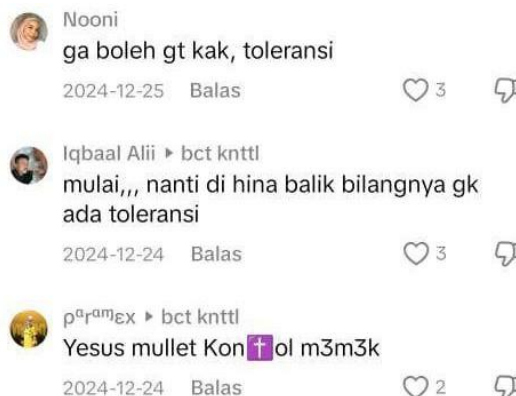 Nooni
ga boleh gt kak, toleransi
2024-12-25 Balas 3
Iqbaal Alii ▸ bct knttl
mulai,,, nanti di hina balik bilangnya gk
ada toleransi
2024-12-24 Balas 3
ρᵅrᵅᵐεx ▸ bct knttl
Yesus mullet Kon✝️ol m3m3k
2024-12-24 Balas 2